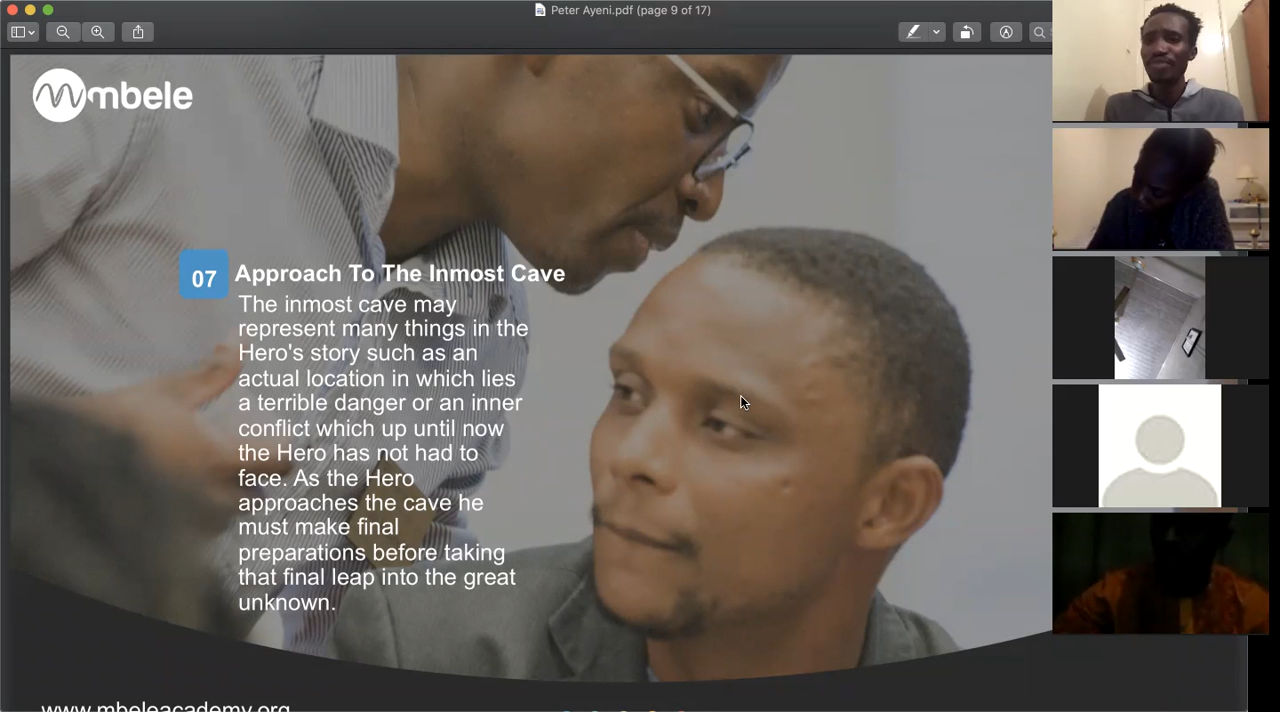 Peter Ayeni.pdf (page 9 of 17)
mbele
07
Approach To The Inmost Cave
The inmost cave may
represent many things in the
Hero's story such as an
actual location in which lies
a terrible danger or an inner
conflict which up until now
the Hero has not had to
face. As the Hero
approaches the cave he
must make final
preparations before taking
that final leap into the great
unknown.
www.mbeleacademy.org